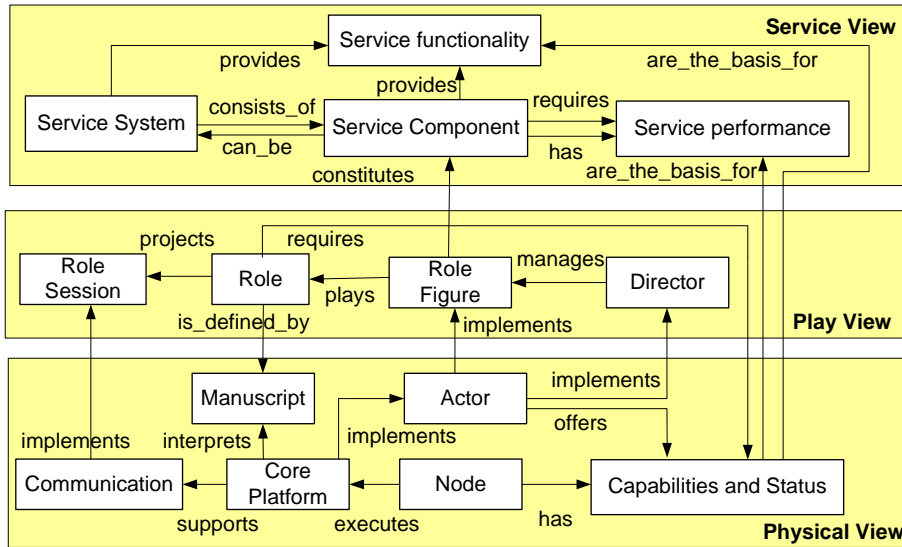 Service View
Service functionality
provides
are_the_basis_for
provides
consists_of
requires
Service System
Service Component
Service performance
can_be
has
constitutes
are_the_basis_for
projects
requires
manages
Role
Session
Role
Role
Figure
Director
plays
is_defined_by
implements
Play View
Manuscript
Actor
implements
offers
implements
interprets
implements
Communication
Core
Platform
Node
Capabilities and Status
supports
executes
has
Physical View